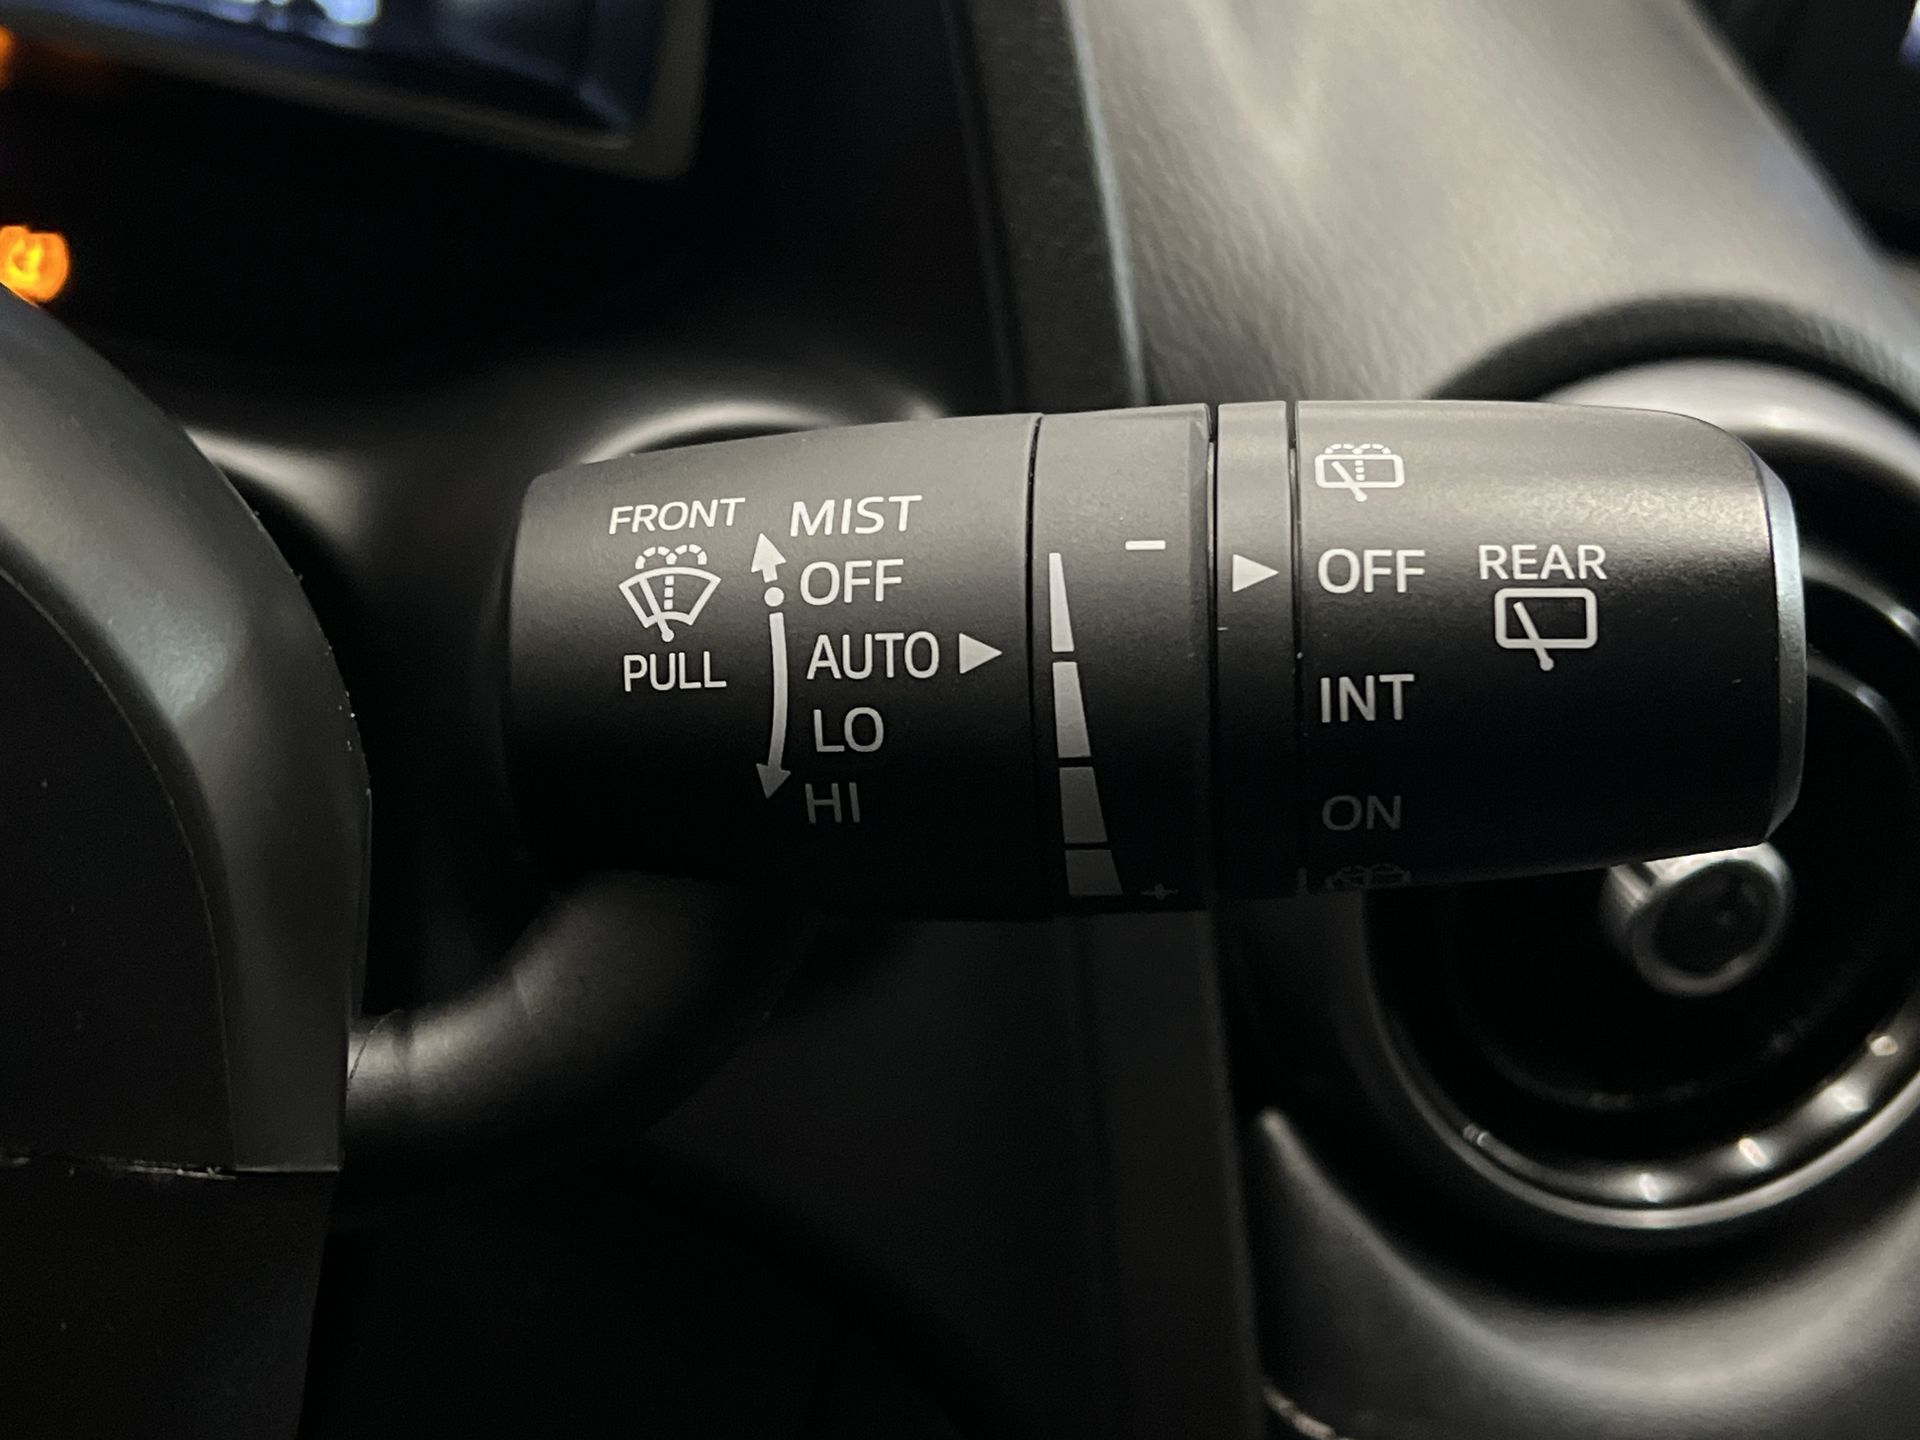 FRONT
PULL
MIST
OFF
AUTO
LO
HI
OFF
INT
ON
REAR